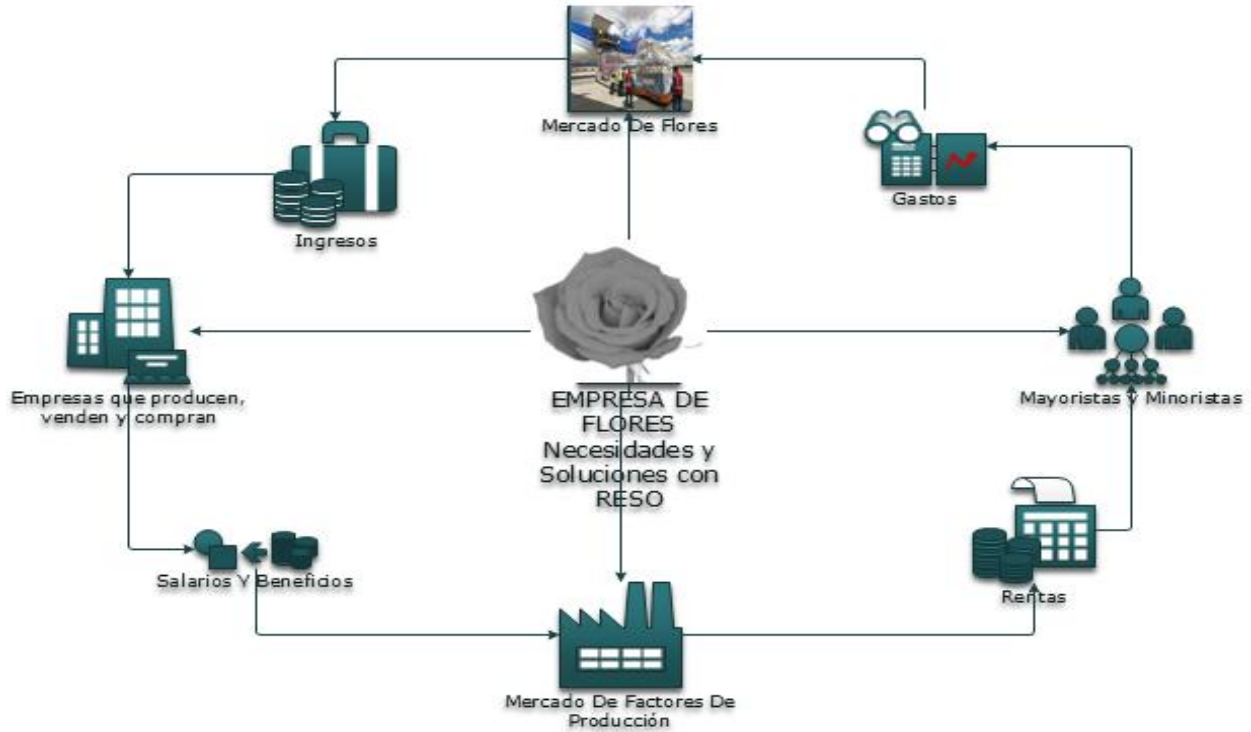 Mercado De Flores
Gastos
Ingresos
Empresas que producen,
venden y compran
EMPRESA DE
FLORES
Necesidades y
Soluciones con
RESO
Mayoristas Y Minoristas
Salarios Y Beneficios
Rentas
Mercado De Factores De
Producción